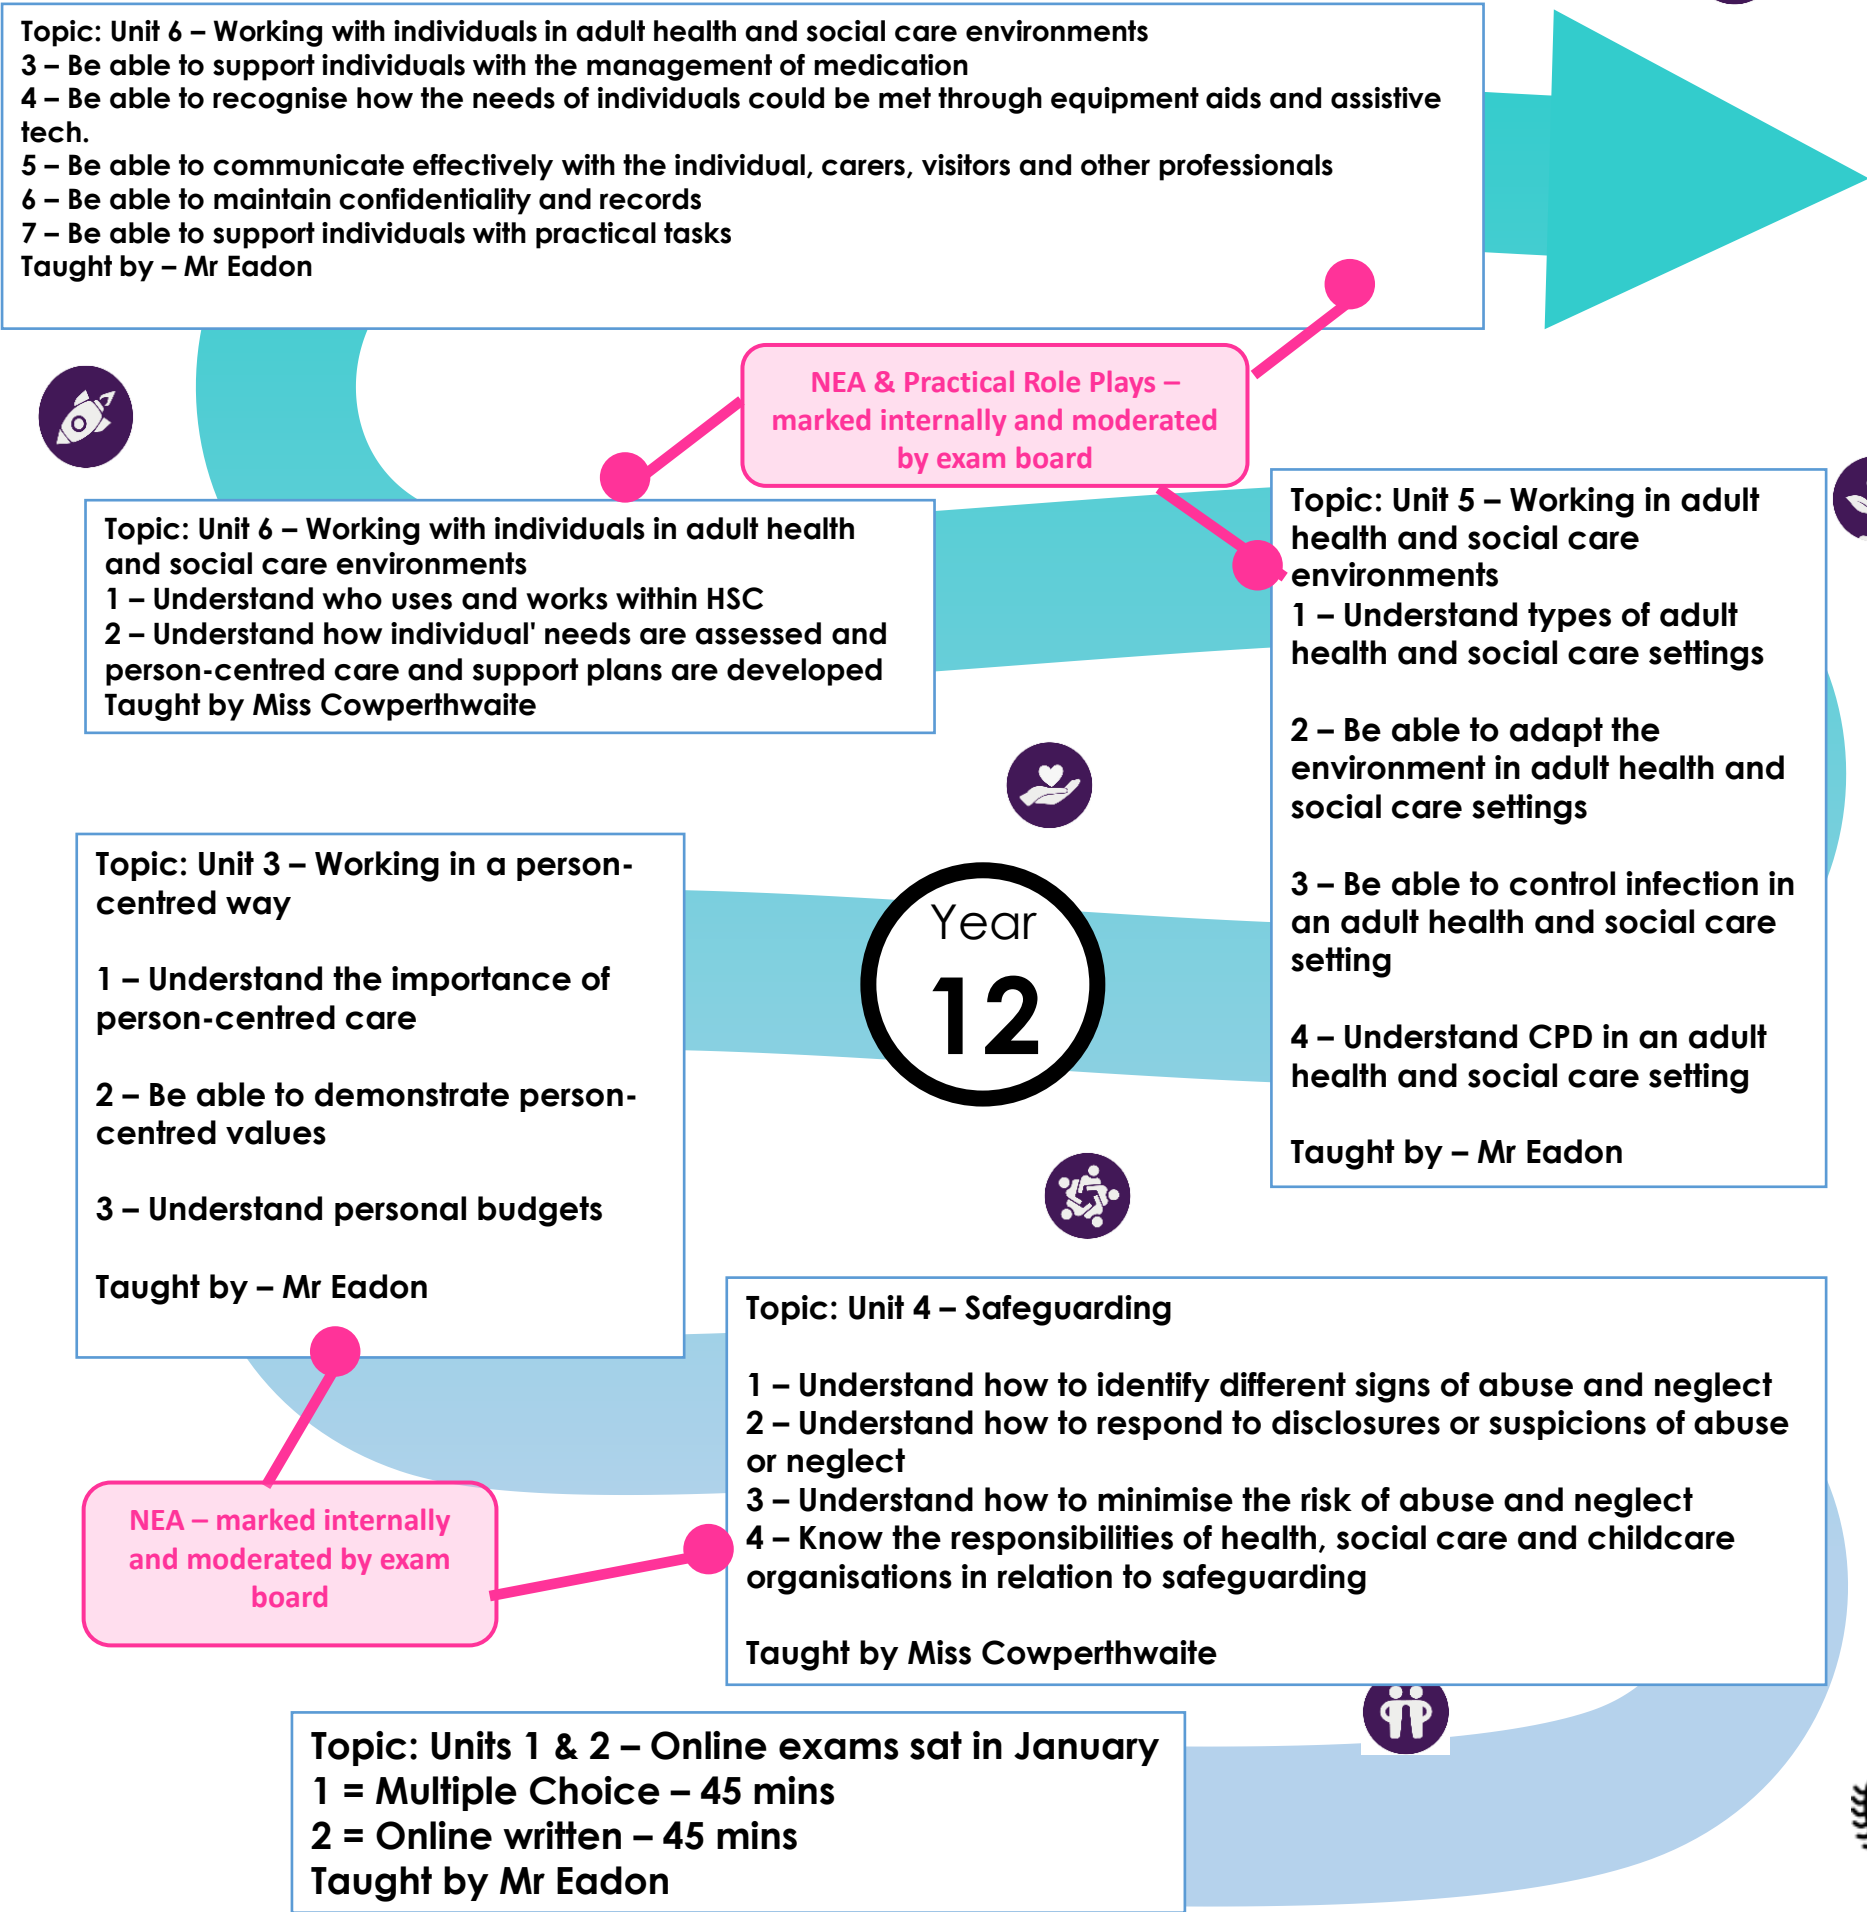 Topic: Unit 6 – Working with individuals in adult health and social care environments
3 – Be able to support individuals with the management of medication
4 – Be able to recognise how the needs of individuals could be met through equipment aids and assistive
tech.
5 – Be able to communicate effectively with the individual, carers, visitors and other professionals
6 – Be able to maintain confidentiality and records
7 – Be able to support individuals with practical tasks
Taught by – Mr Eadon
NEA & Practical Role Plays –
marked internally and moderated
by exam board
Topic: Unit 6 – Working with individuals in adult health
and social care environments
1 – Understand who uses and works within HSC
2 – Understand how individual' needs are assessed and
person-centred care and support plans are developed
Taught by Miss Cowperthwaite
Topic: Unit 5 – Working in adult
health and social care
environments
1 – Understand types of adult
health and social care settings
2 – Be able to adapt the
environment in adult health and
social care settings
3 – Be able to control infection in
an adult health and social care
setting
4 – Understand CPD in an adult
health and social care setting
Taught by – Mr Eadon
Topic: Unit 3 – Working in a person-
centred way
1 – Understand the importance of
person-centred care
2 – Be able to demonstrate person-
centred values
3 – Understand personal budgets
Taught by – Mr Eadon
Year
12
Topic: Unit 4 – Safeguarding
1 – Understand how to identify different signs of abuse and neglect
2 – Understand how to respond to disclosures or suspicions of abuse
or neglect
3 – Understand how to minimise the risk of abuse and neglect
4 – Know the responsibilities of health, social care and childcare
organisations in relation to safeguarding
Taught by Miss Cowperthwaite
NEA – marked internally
and moderated by exam
board
Topic: Units 1 & 2 – Online exams sat in January
1 = Multiple Choice – 45 mins
2 = Online written – 45 mins
Taught by Mr Eadon